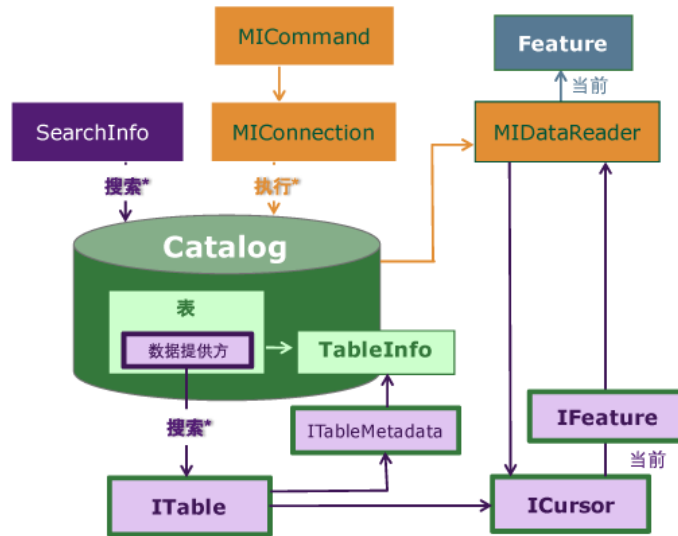 MICommand
Feature
当前
SearchInfo
MIConnection
MIDataReader
搜索*
执行*
Catalog
表
数据提供方
TableInfo
搜索*
ITableMetadata
IFeature
当前
ITable
ICursor